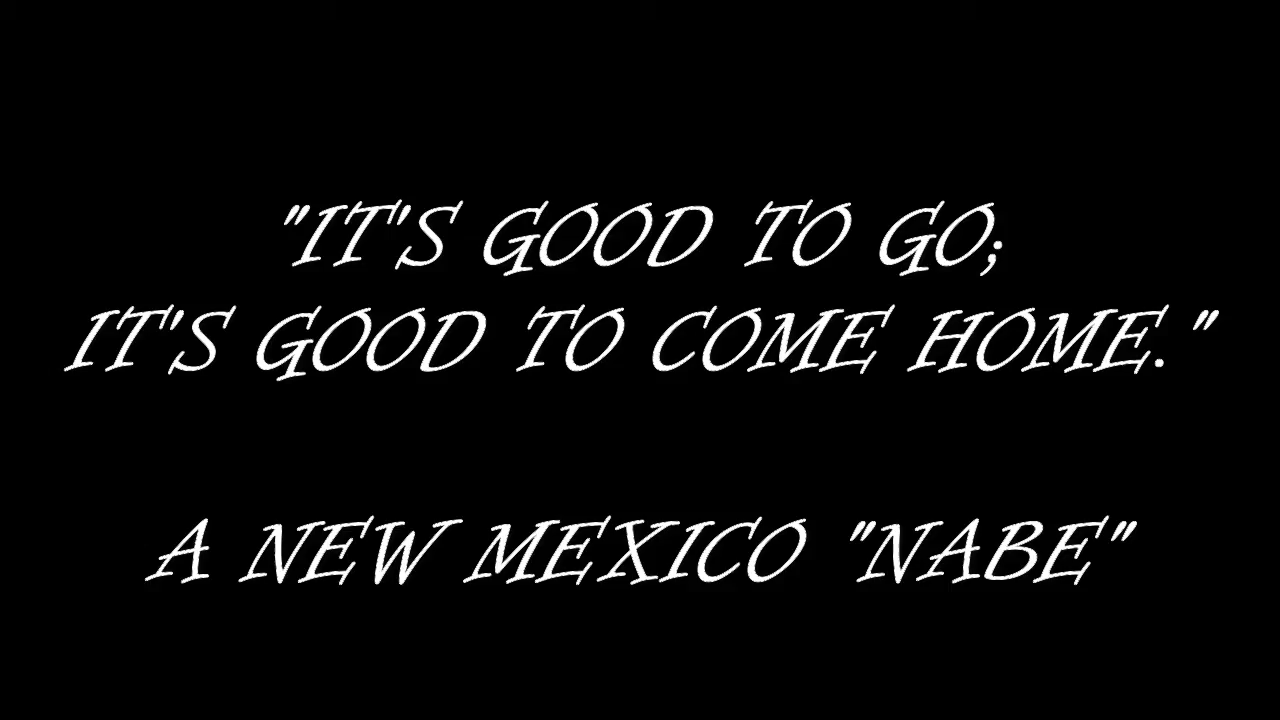 "IT'S GOOD TO GO;
IT'S GOOD TO COME HOME."
A NEW MEXICO "NABE"